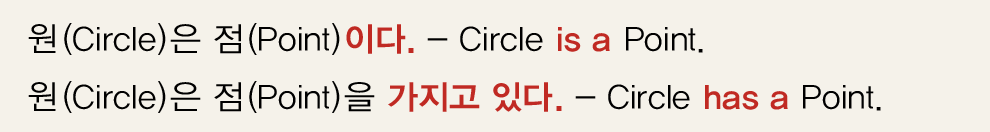 원(Circle)은 점(Point)이다. – Circle is a Point.
원(Circle)은 점(Point)을 가지고 있다. – Circle has a Point.